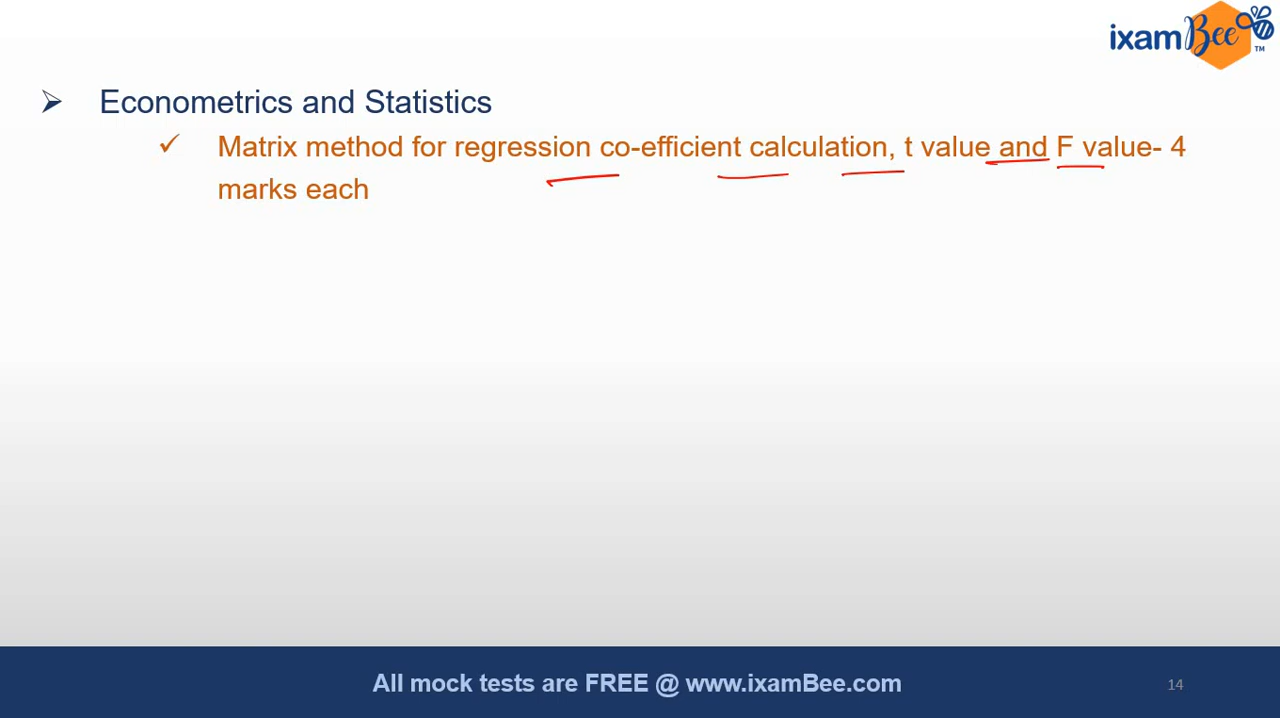 ixamBee TM
➢ Econometrics and Statistics
✓ Matrix method for regression co-efficient calculation, t value and F value- 4
marks each
All mock tests are FREE @ www.ixamBee.com
14